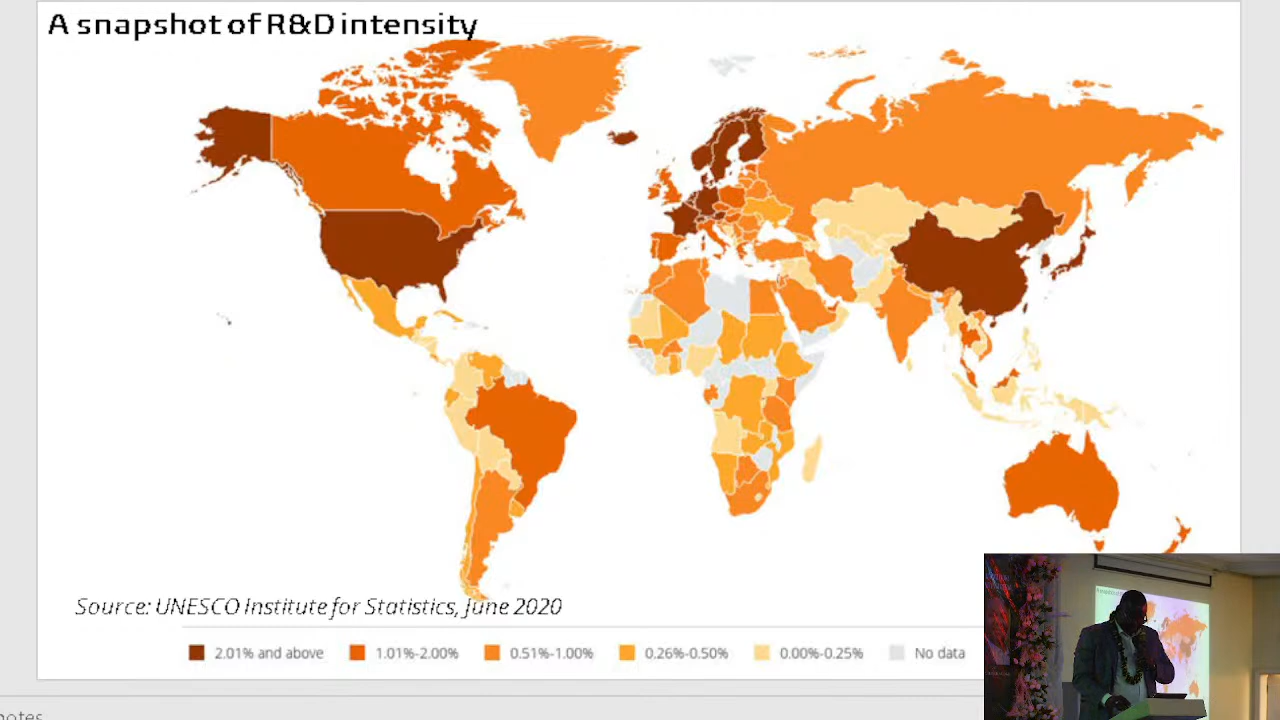 A snapshot of R&D intensity
Source: UNESCO Institute for Statistics, June 2020
2.01% and above 1.01%-2.00% 0.51%-1.00% 0.26%-0.50% 0.00%-0.25% No data
notes